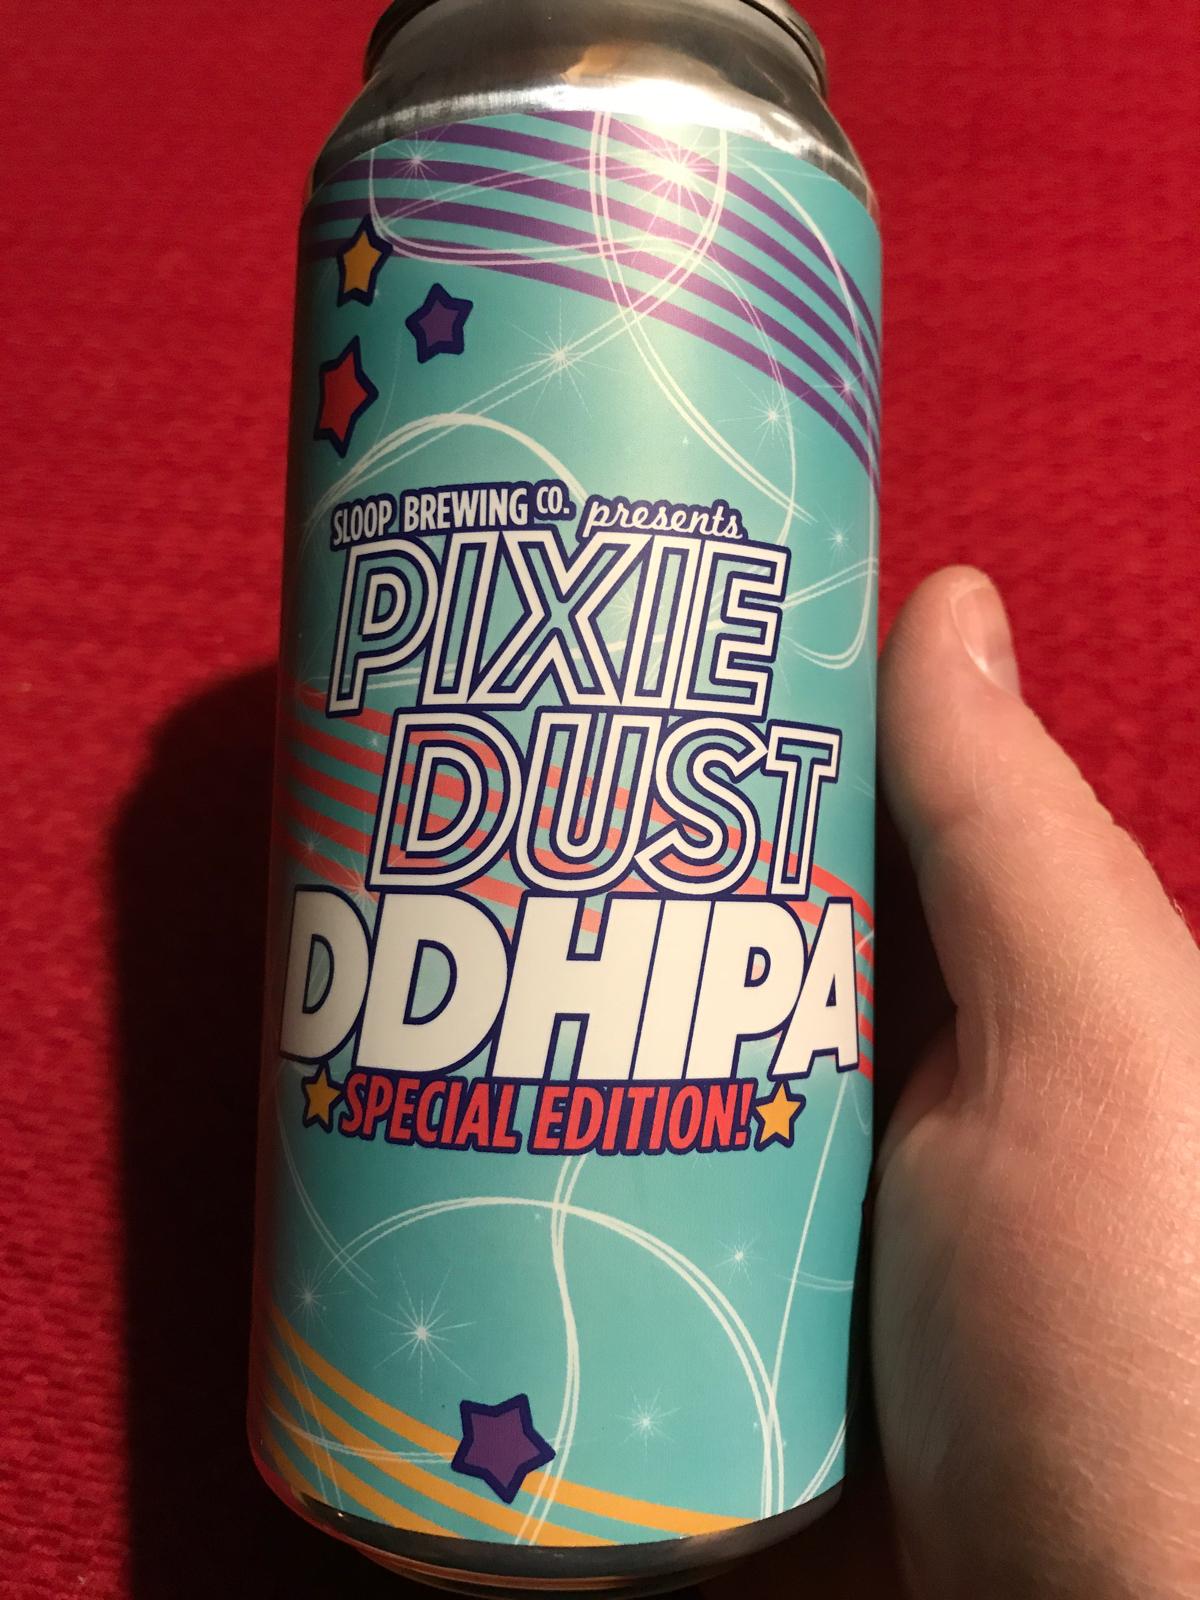 SLOOP BREWING CO. presents
PIXIE
DUST
DDHIPA
SPECIAL EDITION!